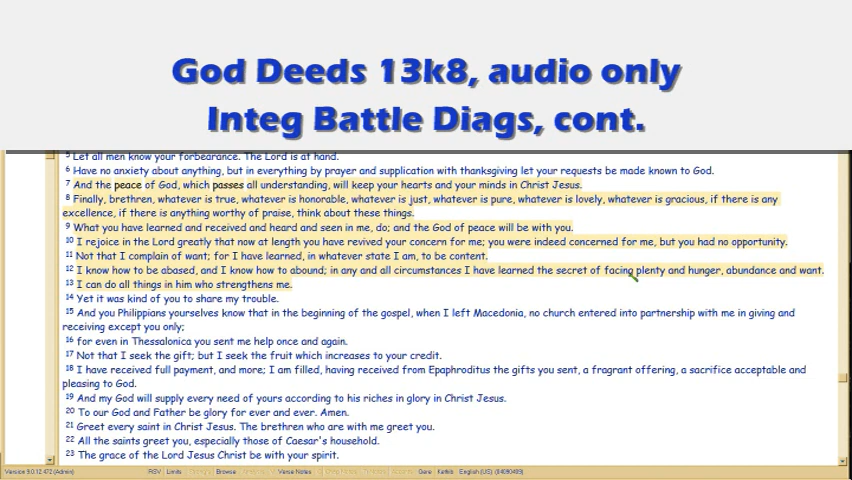 God Deeds 13k8, audio only
Integ Battle Diags, cont.
5 Let all men know your forbearance. The Lord is at hand.
6 Have no anxiety about anything, but in everything by prayer and supplication with thanksgiving let your requests be made known to God.
7 And the peace of God, which passes all understanding, will keep your hearts and your minds in Christ Jesus.
8 Finally, brethren, whatever is true, whatever is honorable, whatever is just, whatever is pure, whatever is lovely, whatever is gracious, if there is any
excellence, if there is anything worthy of praise, think about these things.
9 What you have learned and received and heard and seen in me, do; and the God of peace will be with you.
10 I rejoice in the Lord greatly that now at length you have revived your concern for me; you were indeed concerned for me, but you had no opportunity.
11 Not that I complain of want; for I have learned, in whatever state I am, to be content.
12 I know how to be abased, and I know how to abound; in any and all circumstances I have learned the secret of facing plenty and hunger, abundance and want.
13 I can do all things in him who strengthens me.
14 Yet it was kind of you to share my trouble.
15 And you Philippians yourselves know that in the beginning of the gospel, when I left Macedonia, no church entered into partnership with me in giving and
receiving except you only;
16 for even in Thessalonica you sent me help once and again.
17 Not that I seek the gift; but I seek the fruit which increases to your credit.
18 I have received full payment, and more; I am filled, having received from Epaphroditus the gifts you sent, a fragrant offering, a sacrifice acceptable and
pleasing to God.
19 And my God will supply every need of yours according to his riches in glory in Christ Jesus.
20 To our God and Father be glory for ever and ever. Amen.
21 Greet every saint in Christ Jesus. The brethren who are with me greet you.
22 All the saints greet you, especially those of Caesar's household.
23 The grace of the Lord Jesus Christ be with your spirit.
Version 9.0.12.472 (Admin) RSV Limits Browse Verse Notes Qere Kethib English (US)